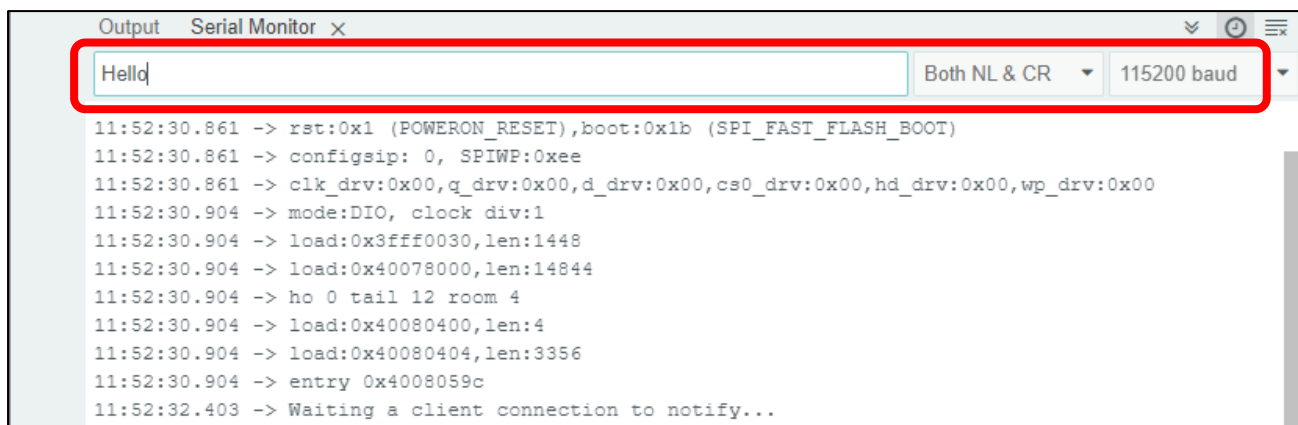 Output Serial Monitor ×
Hello Both NL & CR 115200 baud
11:52:30.861 -> rst:0x1 (POWERON_RESET),boot:0x1b (SPI_FAST_FLASH_BOOT)
11:52:30.861 -> configsip: 0, SPIWP:0xee
11:52:30.861 -> clk_drv:0x00,q_drv:0x00,d_drv:0x00,cs0_drv:0x00,hd_drv:0x00,wp_drv:0x00
11:52:30.904 -> mode:DIO, clock div:1
11:52:30.904 -> load:0x3fff0030,len:1448
11:52:30.904 -> load:0x40078000,len:14844
11:52:30.904 -> ho 0 tail 12 room 4
11:52:30.904 -> load:0x40080400,len:4
11:52:30.904 -> load:0x40080404,len:3356
11:52:30.904 -> entry 0x4008059c
11:52:32.403 -> Waiting a client connection to notify...